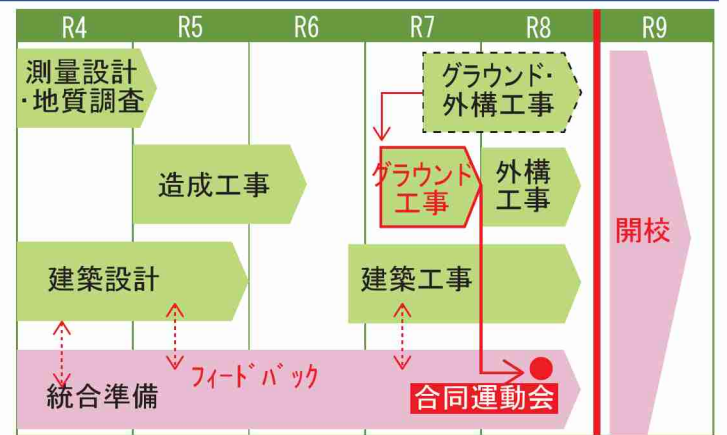 R4
R5
R6
R7
R8
R9
測量設計
・地質調査
グラウンド・
外構工事
造成工事
グラウンド
工事
外構
工事
開校
建築設計
建築工事
フィードバック
統合準備
合同運動会